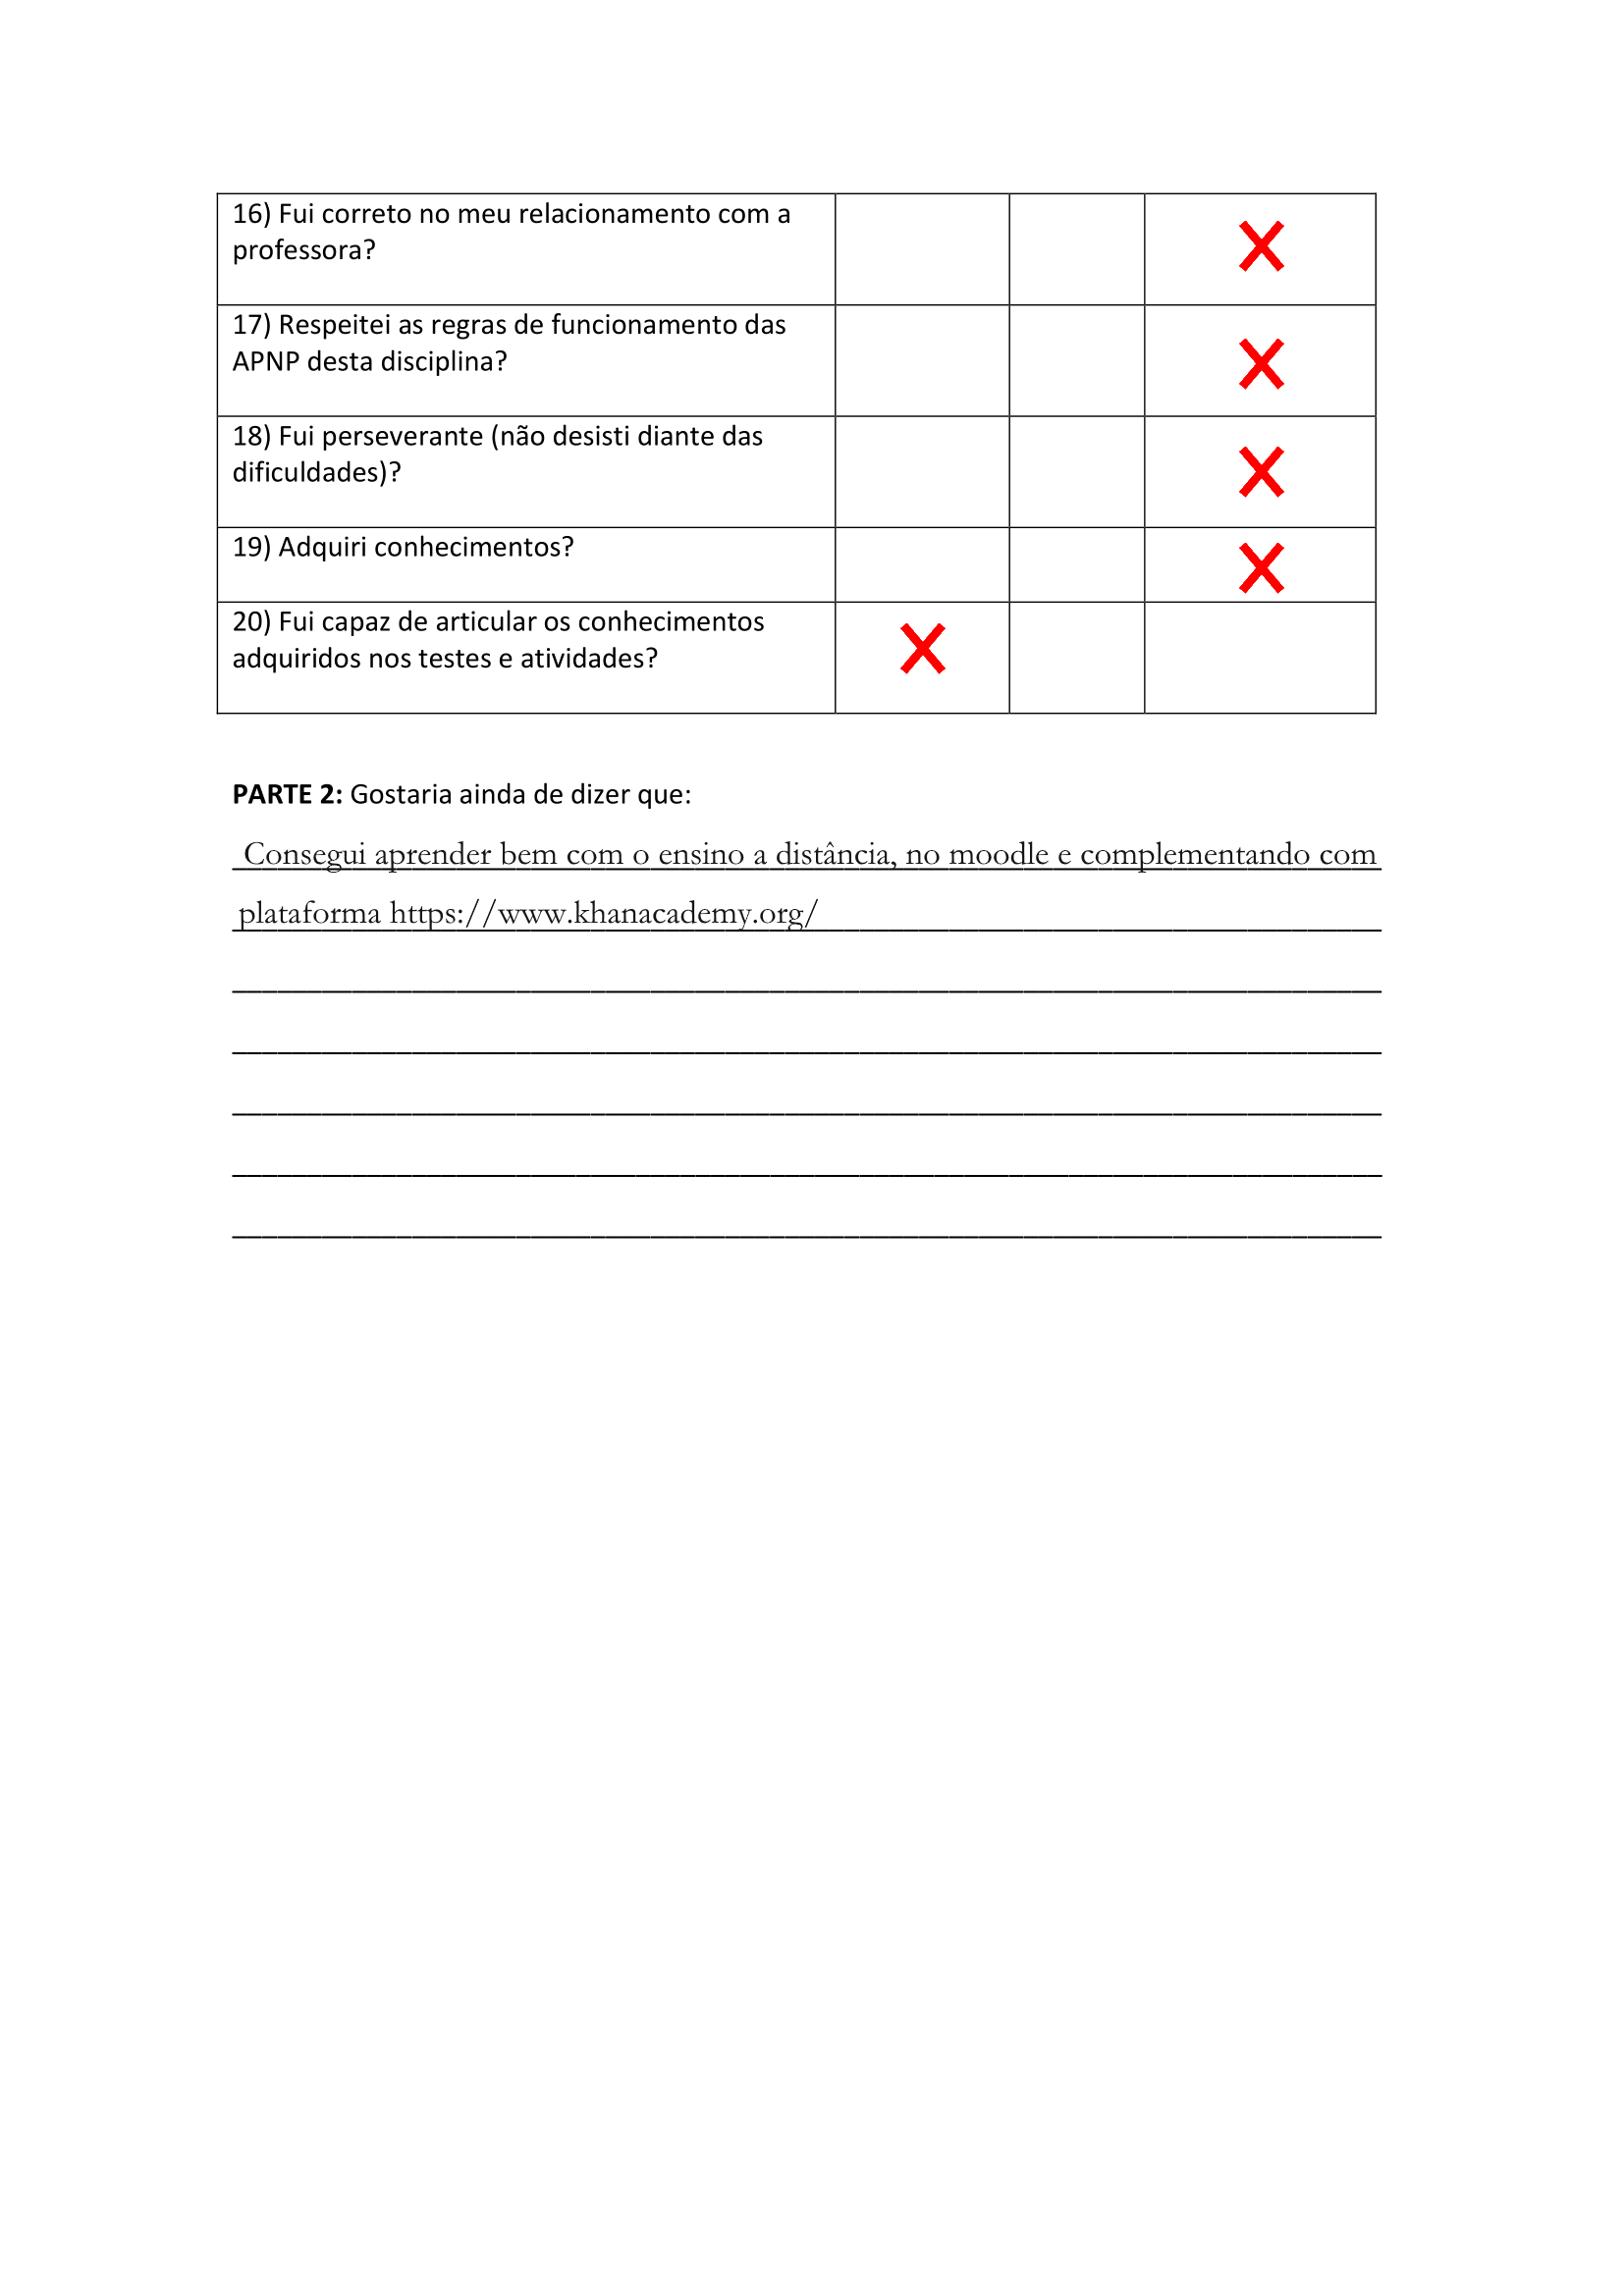 16) Fui correto no meu relacionamento com a
professora?
17) Respeitei as regras de funcionamento das
APNP desta disciplina?
18) Fui perseverante (não desisti diante das
dificuldades)?
19) Adquiri conhecimentos?
20) Fui capaz de articular os conhecimentos
adquiridos nos testes e atividades?
PARTE 2: Gostaria ainda de dizer que:
Consegui aprender bem com o ensino a distância, no moodle e complementando com
plataforma https://www.khanacademy.org/